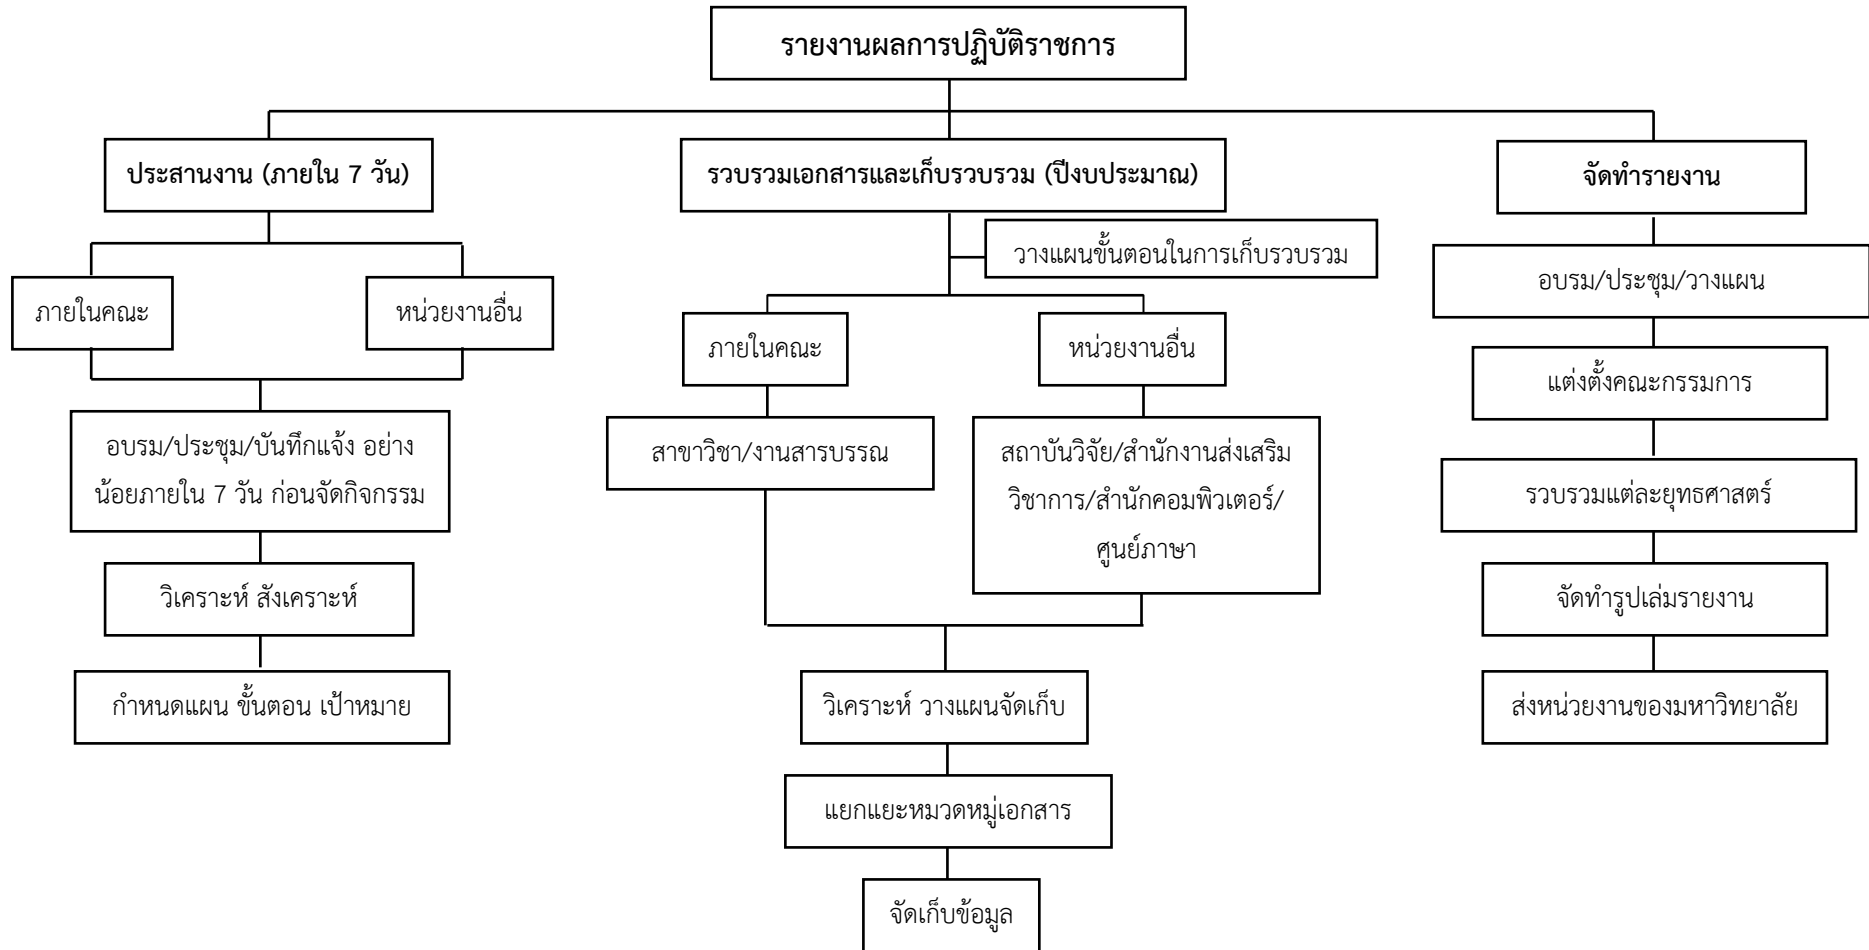 รายงานผลการปฏิบัติราชการ
ประสานงาน (ภายใน 7 วัน)
ภายในคณะ
หน่วยงานอื่น
อบรม/ประชุม/บันทึกแจ้ง อย่าง
น้อยภายใน 7 วัน ก่อนจัดกิจกรรม
วิเคราะห์ สังเคราะห์
กำหนดแผน ขั้นตอน เป้าหมาย
รวบรวมเอกสารและเก็บรวบรวม (ปีงบประมาณ)
วางแผนขั้นตอนในการเก็บรวบรวม
ภายในคณะ
หน่วยงานอื่น
สาขาวิชา/งานสารบรรณ
สถาบันวิจัย/สำนักงานส่งเสริม
วิชาการ/สำนักคอมพิวเตอร์/
ศูนย์ภาษา
วิเคราะห์ วางแผนจัดเก็บ
แยกแยะหมวดหมู่เอกสาร
จัดเก็บข้อมูล
จัดทำรายงาน
อบรม/ประชุม/วางแผน
แต่งตั้งคณะกรรมการ
รวบรวมแต่ละยุทธศาสตร์
จัดทำรูปเล่มรายงาน
ส่งหน่วยงานของมหาวิทยาลัย